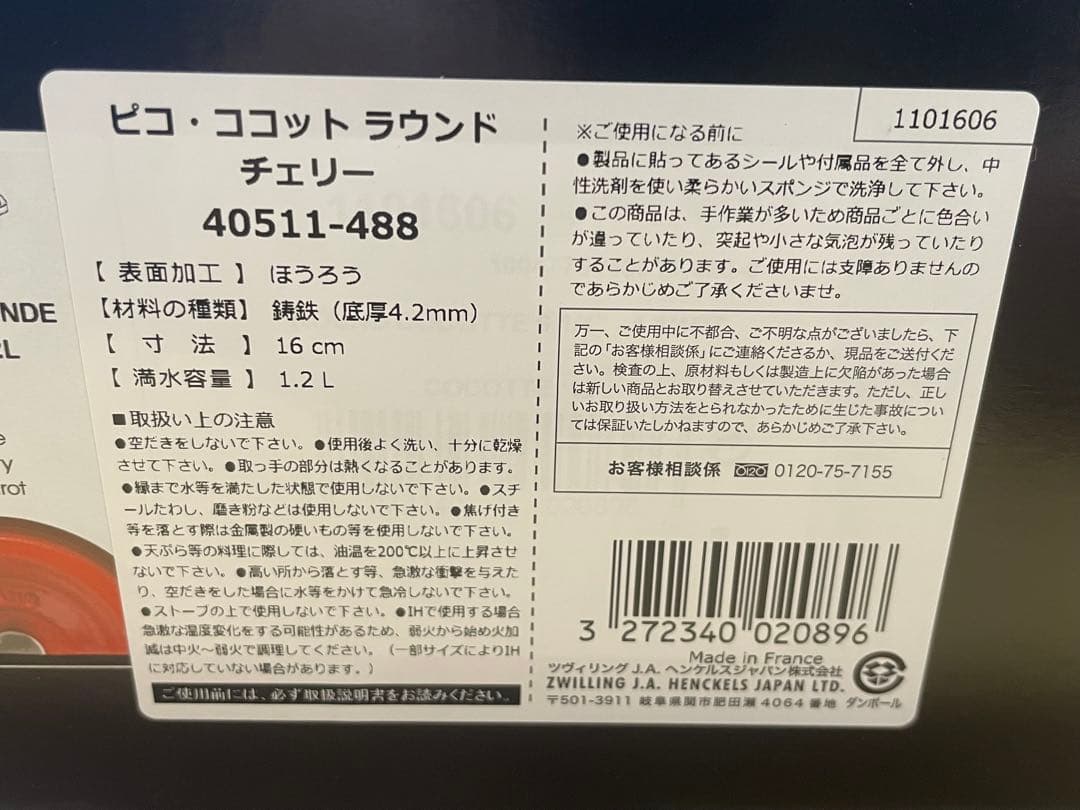 ピコ・ココット ラウンド
チェリー
40511-488
【 表面加工 】 ほうろう
【材料の種類】 鋳鉄（底厚4.2mm）
【 寸 法 】 16 cm
【 満水容量 】 1.2 L
■取扱い上の注意
●空だきをしないで下さい。●使用後よく洗い、十分に乾燥
させて下さい。●取っ手の部分は熱くなることがあります。
●縁まで水等を満たした状態で使用しないで下さい。●スチ
ールたわし、磨き粉などは使用しないで下さい。●焦げ付き
等を落とす際は金属製の硬いもの等を使用しないで下さい。
●天ぷら等の料理に際しては、油温を200℃以上に上昇させ
ないで下さい。●高い所から落とす等、急激な衝撃を与えた
り、空だきをした場合に水等をかけて急冷しないで下さい。
●ストーブの上で使用しないで下さい。●IHで使用する場合
急激な温度変化をする可能性があるため、弱火から始め火加
減は中火～弱火で調理してください。（一部サイズによりIH
に対応していない場合があります。）
ご使用前には、必ず取扱説明書をお読みください。
1101606
※ご使用になる前に
●製品に貼ってあるシールや付属品を全て外し、中
性洗剤を使い柔らかいスポンジで洗浄して下さい。
●この商品は、手作業が多いため商品ごとに色合い
が違っていたり、突起や小さな気泡が残っていたり
することがあります。ご使用には支障ありませんの
であらかじめご了承くださいませ。
万一、ご使用中に不都合、ご不明な点がございましたら、下
記の「お客様相談係」にご連絡くださるか、現品をご送付くだ
さい。検査の上、原材料もしくは製造上に欠陥があった場合
は新しい商品とお取り替えさせていただきます。ただし、正し
いお取り扱い方法をとられなかったために生じた事故につい
ては保証いたしかねますので、あらかじめご了承下さい。
お客様相談係 0120-75-7155
3 272340 020896
Made in France
ツヴィリング J.A. ヘンケルスジャパン株式会社
ZWILLING J.A. HENCKELS JAPAN LTD.
〒501-3911 岐阜県関市肥田瀬 4064 番地
ダンボール
NDE